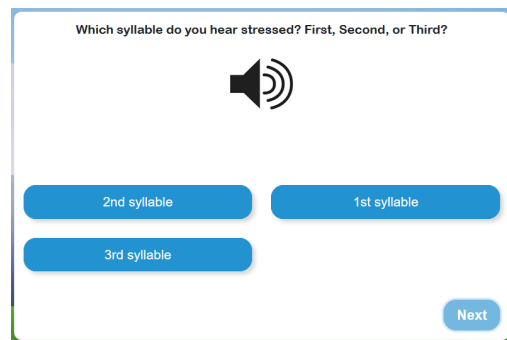 Which syllable do you hear stressed? First, Second, or Third?
2nd syllable
1st syllable
3rd syllable
Next